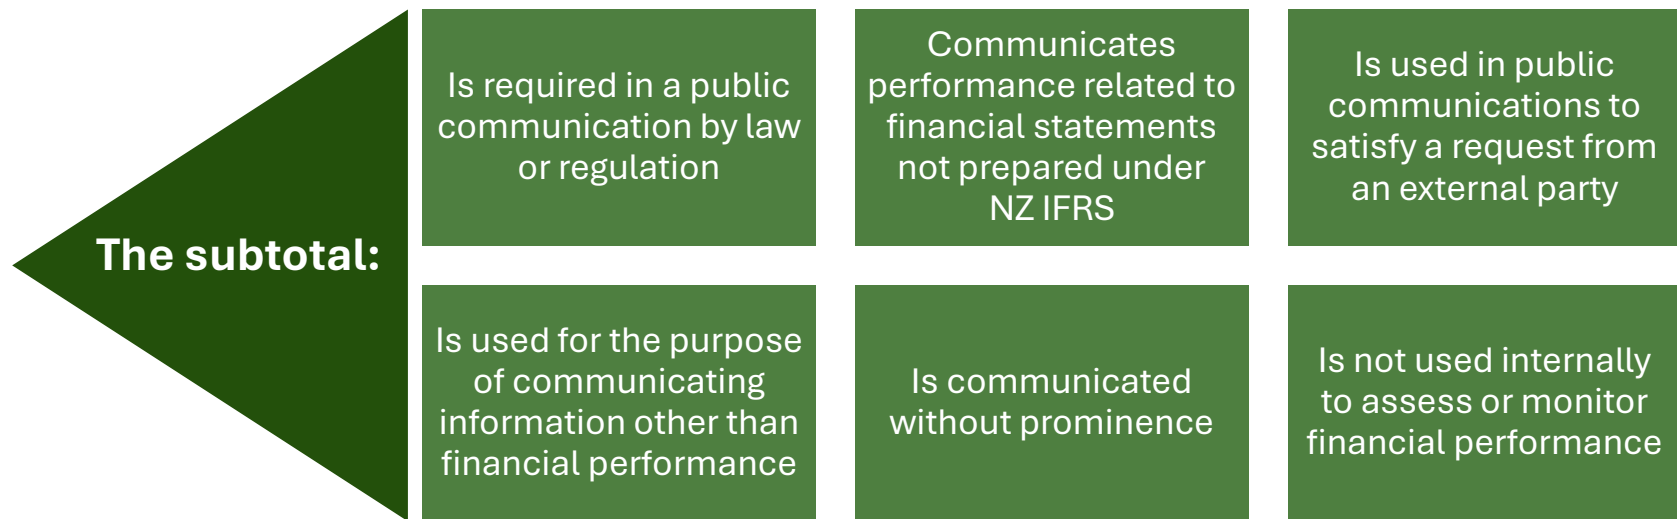 The subtotal:
Is required in a public
communication by law
or regulation
Communicates
performance related to
financial statements
not prepared under
NZ IFRS
Is used in public
communications to
satisfy a request from
an external party
Is used for the purpose
of communicating
information other than
financial performance
Is communicated
without prominence
Is not used internally
to assess or monitor
financial performance